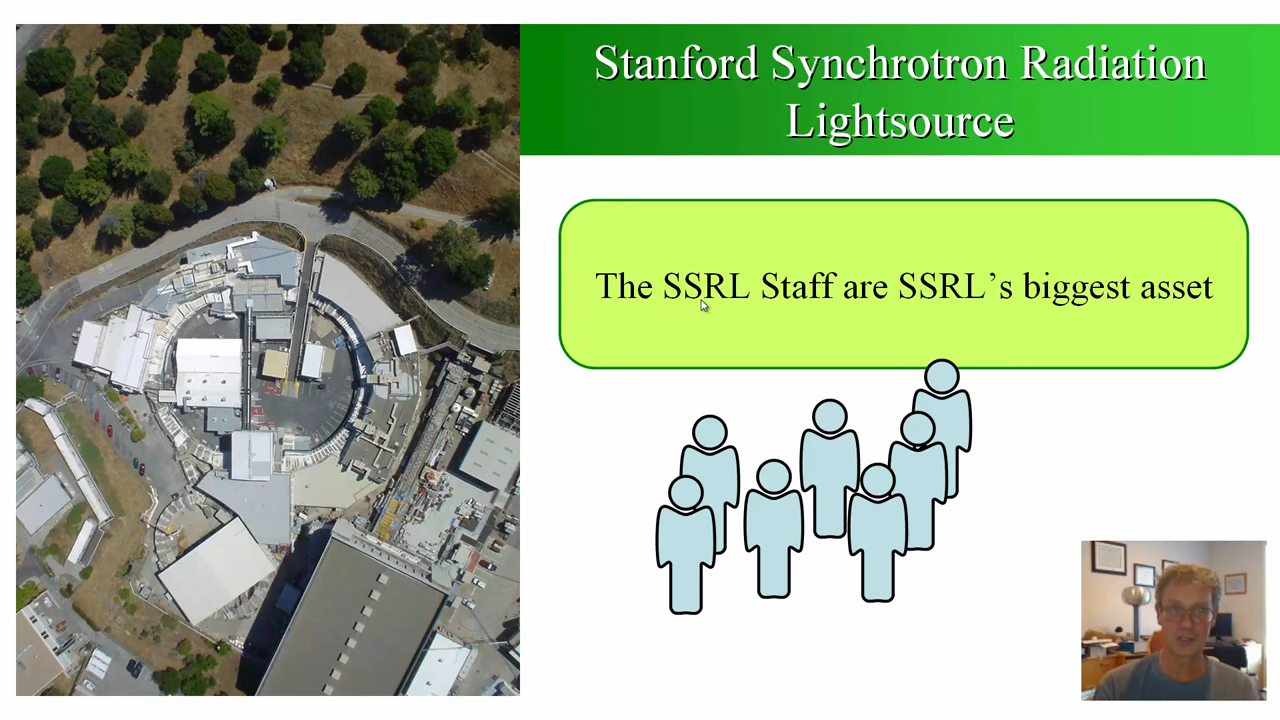 Stanford Synchrotron Radiation
Lightsource
The SSRL Staff are SSRL’s biggest asset